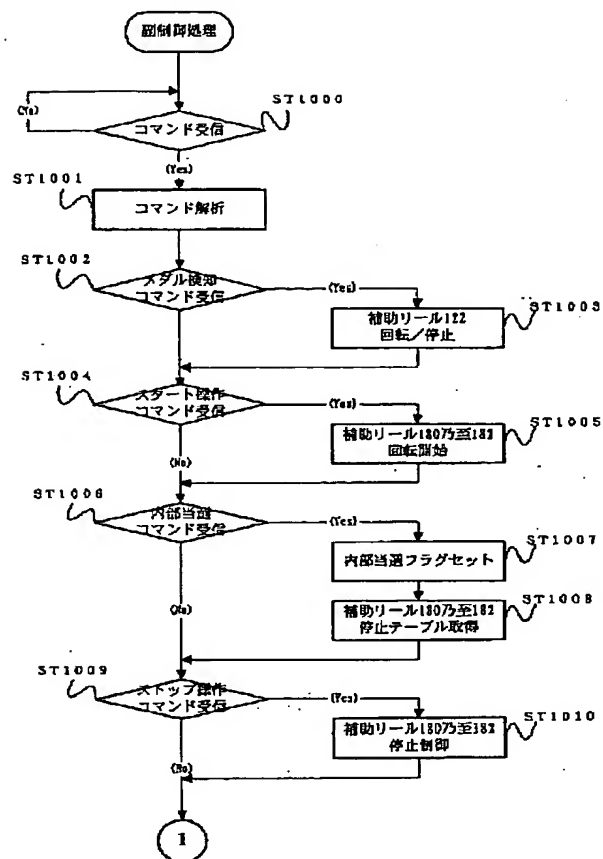 副制御処理
ST1000
(No)
コマンド受信
(Yes)
ST1001
コマンド解析
ST1002
メダル検知
コマンド受信
(Yes)
ST1003
補助リール122
回転/停止
ST1004
スタート操作
コマンド受信
(Yes)
ST1005
補助リール180乃至182
回転開始
(No)
ST1006
内部当選
コマンド受信
(Yes)
ST1007
内部当選フラグセット
ST1008
補助リール180乃至182
停止テーブル取得
(No)
ST1009
ストップ操作
コマンド受信
(Yes)
ST1010
補助リール180乃至182
停止制御
(No)
1